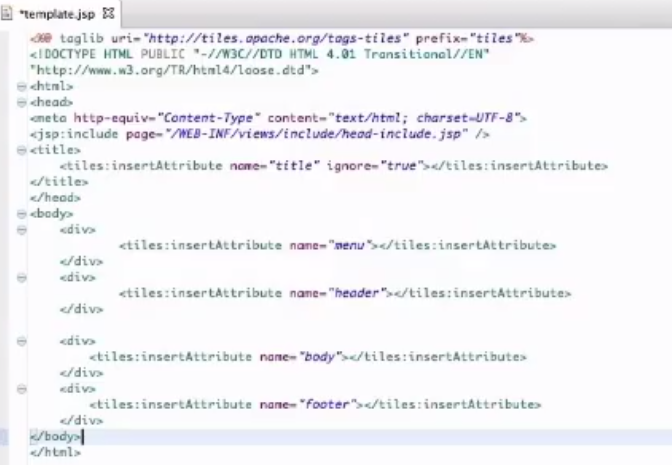 *template.jsp
<%@ taglib uri="http://tiles.apache.org/tags-tiles" prefix="tiles"%>
<!DOCTYPE HTML PUBLIC "-//W3C//DTD HTML 4.01 Transitional//EN"
"http://www.w3.org/TR/html4/loose.dtd">
<html>
<head>
<meta http-equiv="Content-Type" content="text/html; charset=UTF-8">
<jsp:include page="/WEB-INF/views/include/head-include.jsp" />
<title>
    <tiles:insertAttribute name="title" ignore="true"></tiles:insertAttribute>
</title>
</head>
<body>
    <div>
            <tiles:insertAttribute name="menu"></tiles:insertAttribute>
    </div>
    <div>
            <tiles:insertAttribute name="header"></tiles:insertAttribute>
    </div>
    <div>
        <tiles:insertAttribute name="body"></tiles:insertAttribute>
    </div>
    <div>
        <tiles:insertAttribute name="footer"></tiles:insertAttribute>
    </div>
</body>
</html>